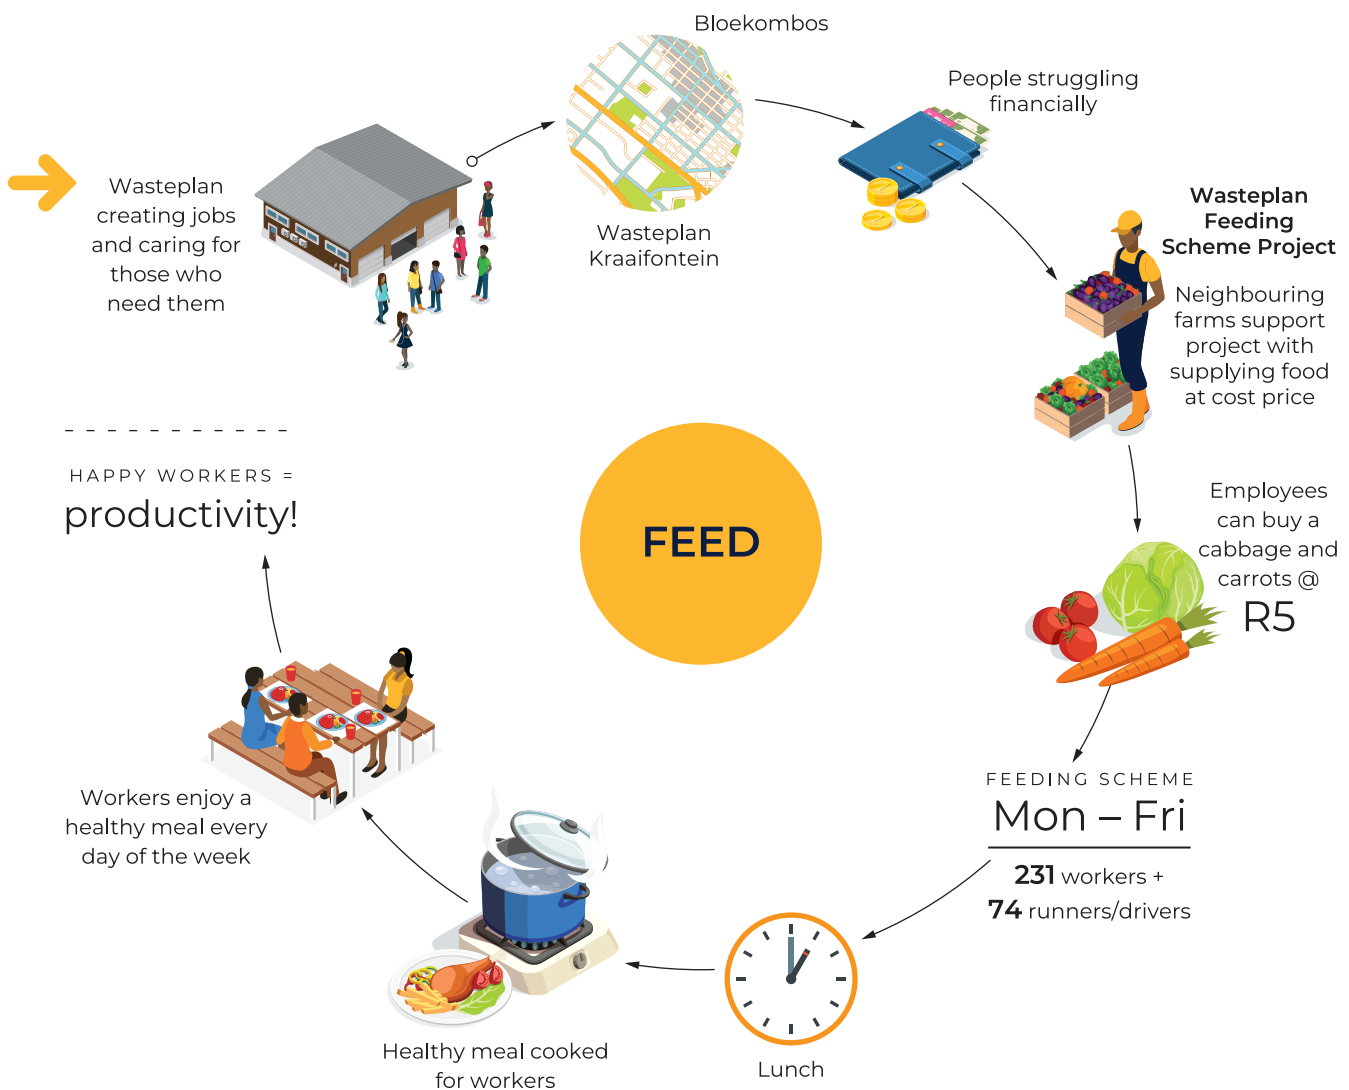 Wasteplan
creating jobs
and caring for
those who
need them
Bloekombos
Wasteplan
Kraaifontein
People struggling
financially
Wasteplan
Feeding
Scheme Project
Neighbouring
farms support
project with
supplying food
at cost price
Employees
can buy a
cabbage and
carrots @
R5
FEEDING SCHEME
Mon – Fri
231 workers +
74 runners/drivers
Lunch
Healthy meal cooked
for workers
Workers enjoy a
healthy meal every
day of the week
HAPPY WORKERS =
productivity!
FEED